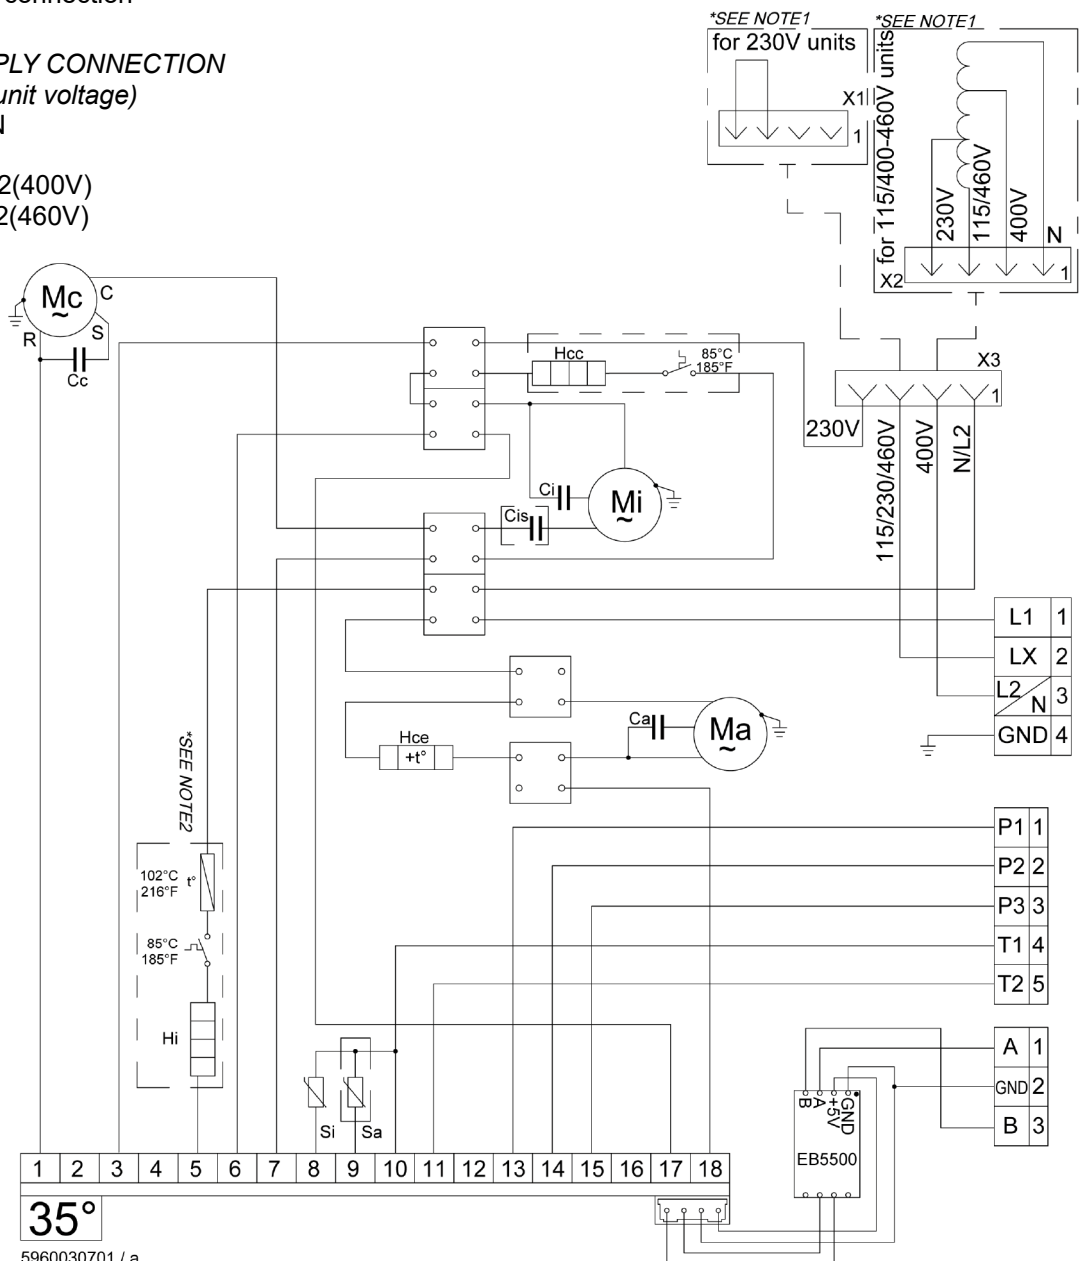 connection
PLY CONNECTION
unit voltage)
N
2(400V)
2(460V)
*SEE NOTE1
for 230V units
X1
1
*SEE NOTE1
for 115/400-460V units
230V
115/460V
400V
N
X2
1
Mc
~
C
R
S
Cc
Hcc
85°C
185°F
X3
1
230V
115/230/460V
400V
N/L2
Ci
Cis
Mi
~
L1 1
LX 2
L2/N 3
GND 4
Ca
Ma
~
Hce
+t°
*SEE NOTE2
102°C
216°F
t°
85°C
185°F
Hi
P1 1
P2 2
P3 3
T1 4
T2 5
A 1
GND 2
B 3
Si
Sa
B
A
+5V
GND
EB5500
1 2 3 4 5 6 7 8 9 10 11 12 13 14 15 16 17 18
35°
5960030701 / a